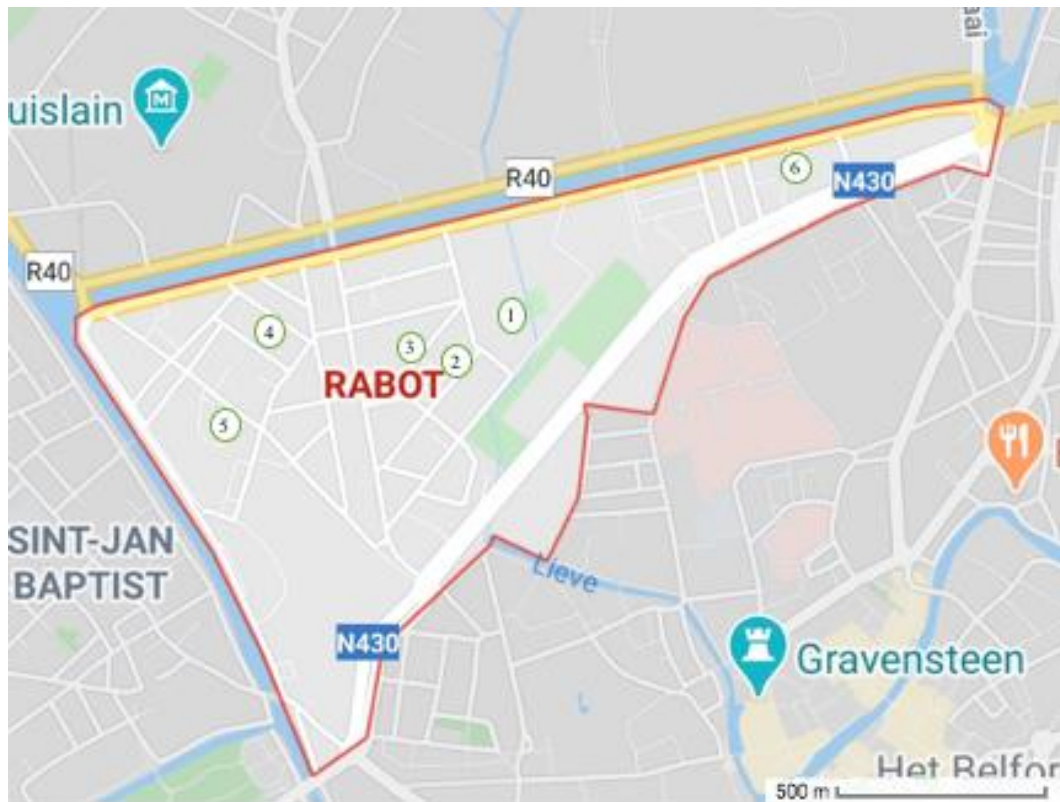 aal
uislain
M
R40
6
N430
R40
1
4
3
2
RABOT
5
SINT-JAN
BAPTIST
Lieve
N430
Gravensteen
Het Belfor
500 m